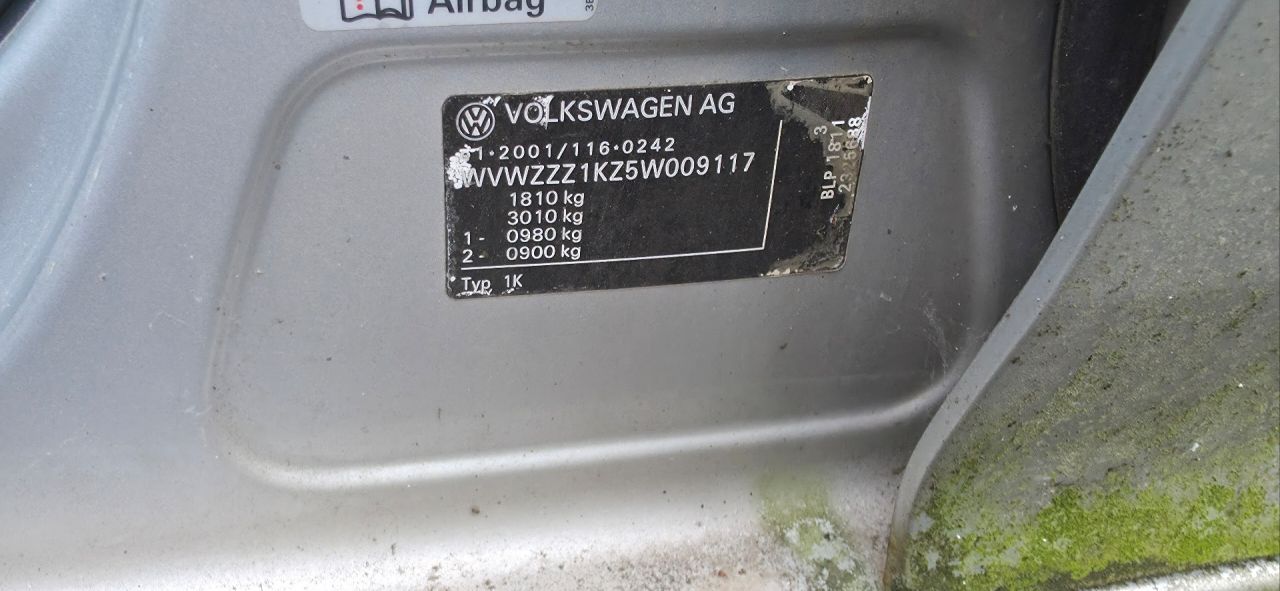 Airbag
VOLKSWAGEN AG
1*2001/116*0242
WVWZZZ1KZ5W009117
1810 kg
3010 kg
1 - 0980 kg
2 - 0900 kg
Typ 1K
3
BLP 1811